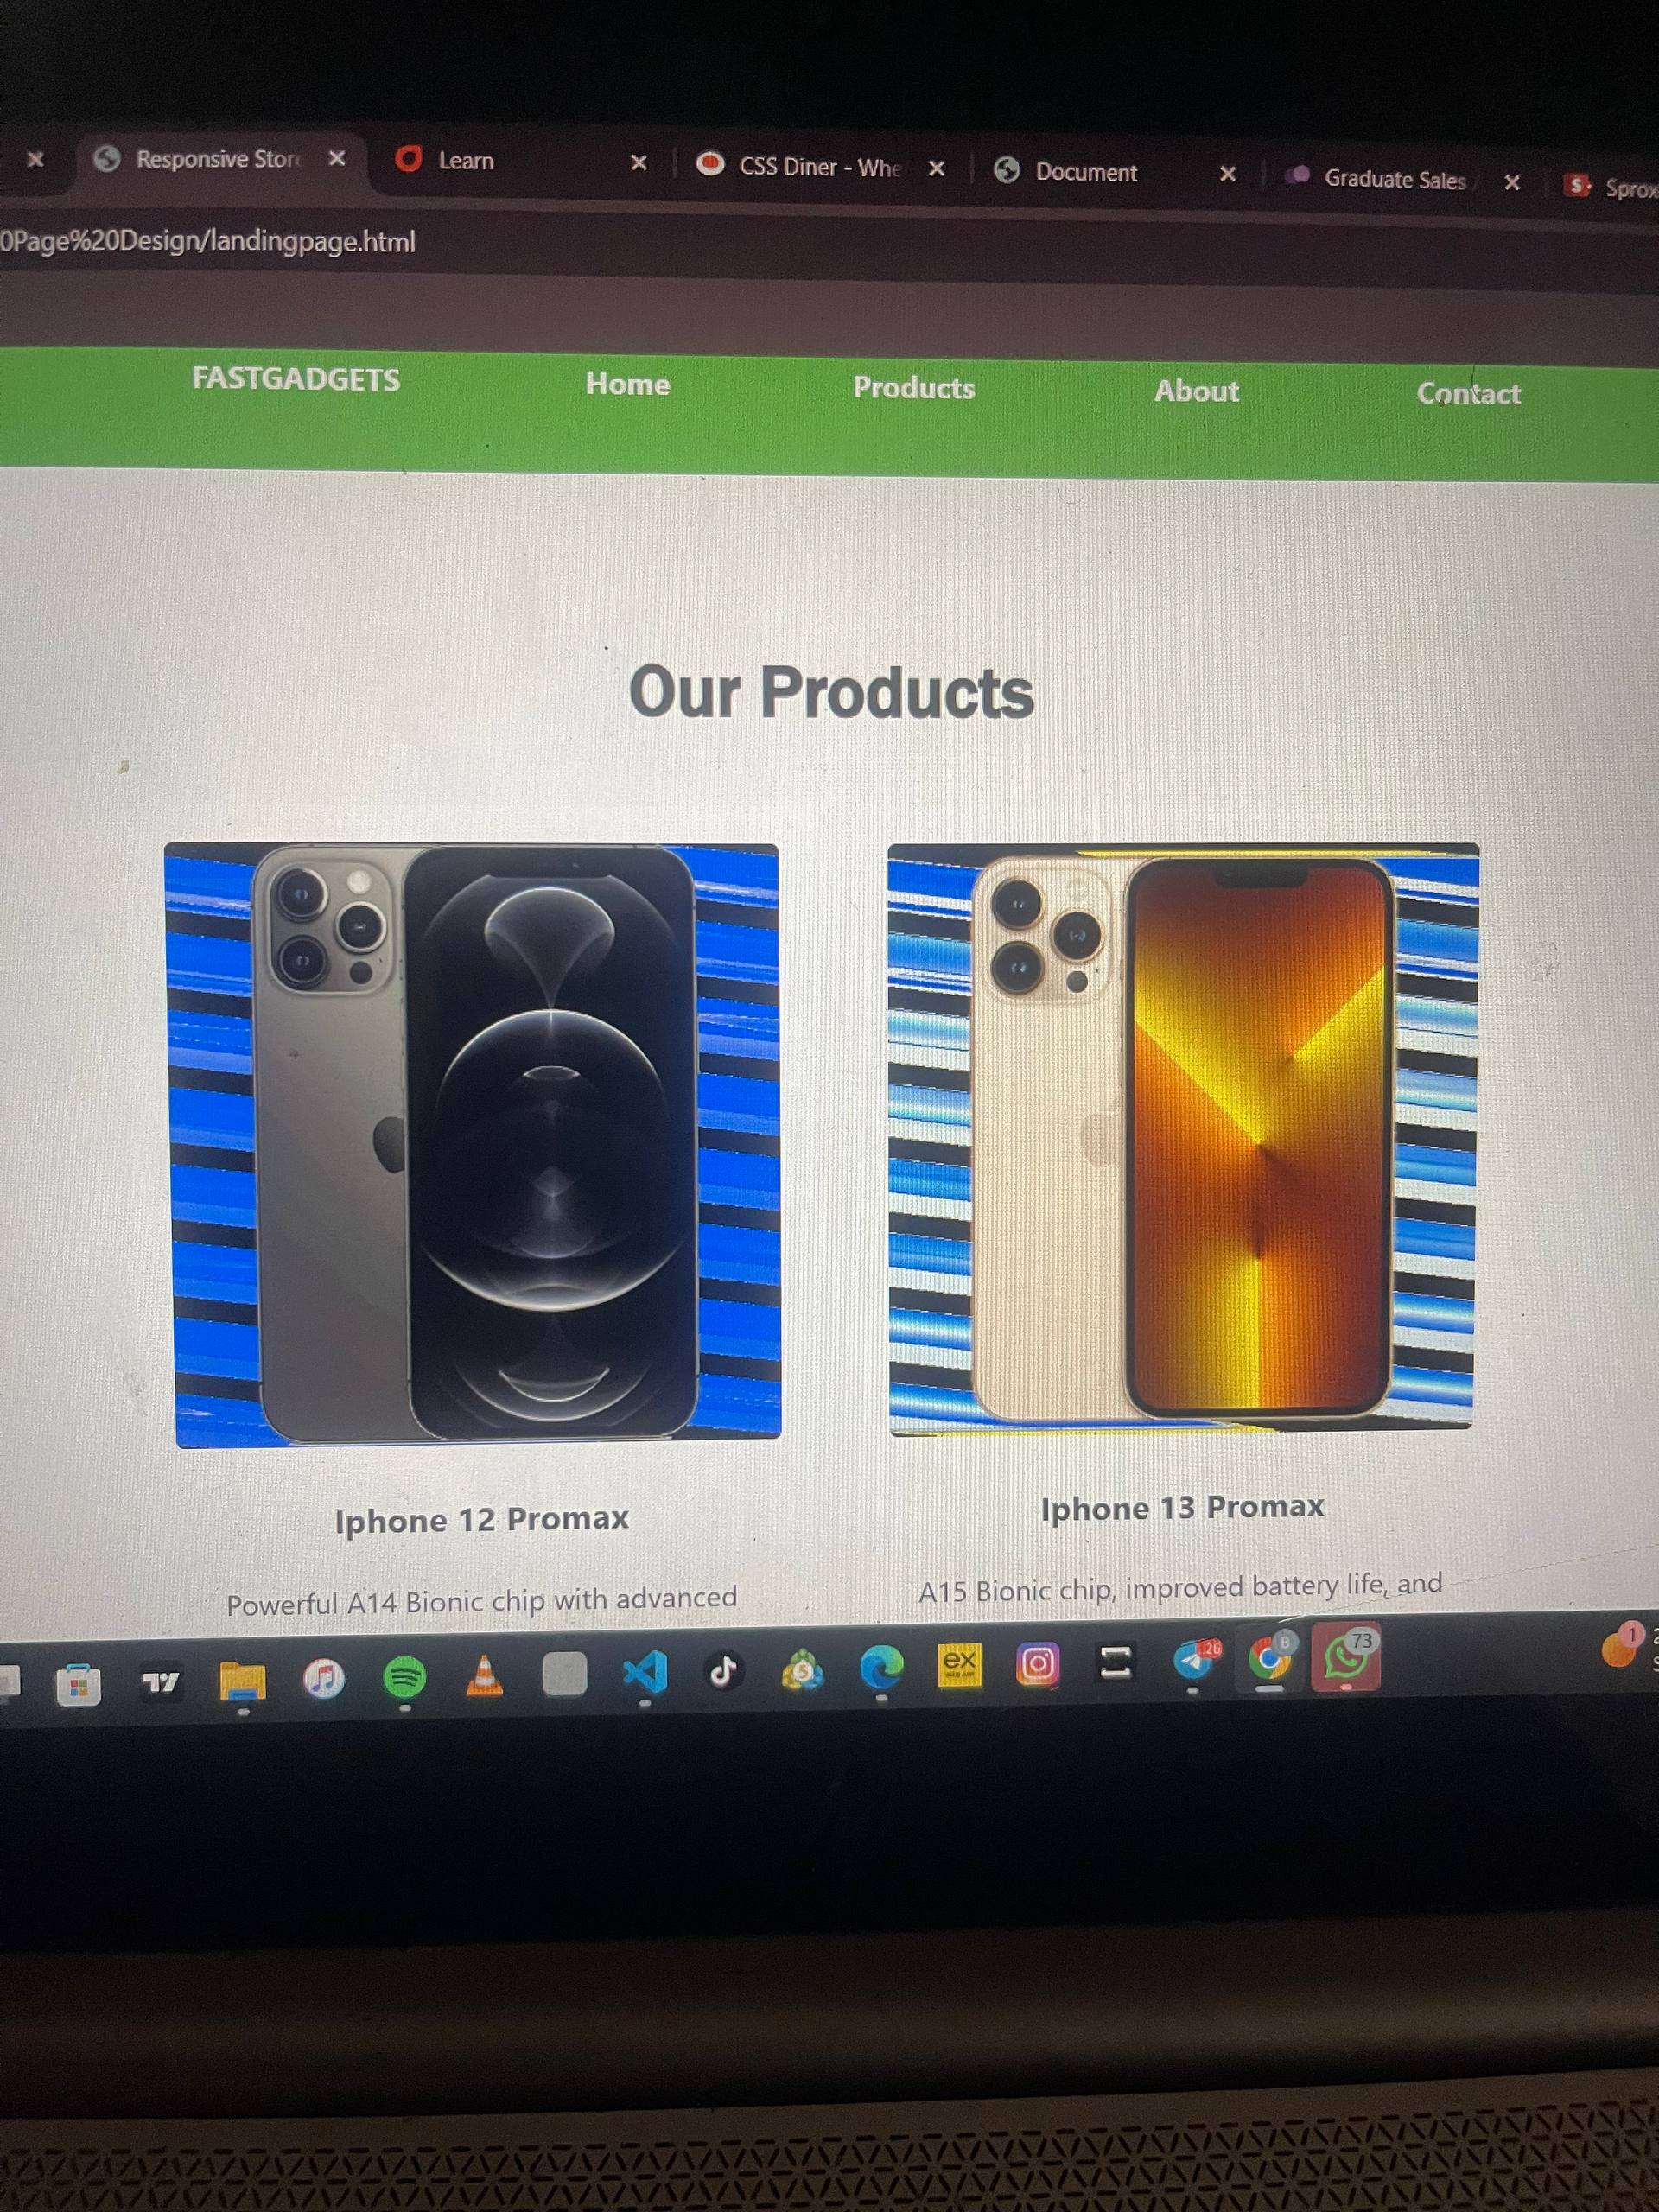 Responsive Stor
Learn
CSS Diner - Whe
Document
Graduate Sales
Sprox
0Page%20Design/landingpage.html
FASTGADGETS
Home
Products
About
Contact
Our Products
Iphone 12 Promax
Iphone 13 Promax
Powerful A14 Bionic chip with advanced
A15 Bionic chip, improved battery life, and
ex
26
B
73
1